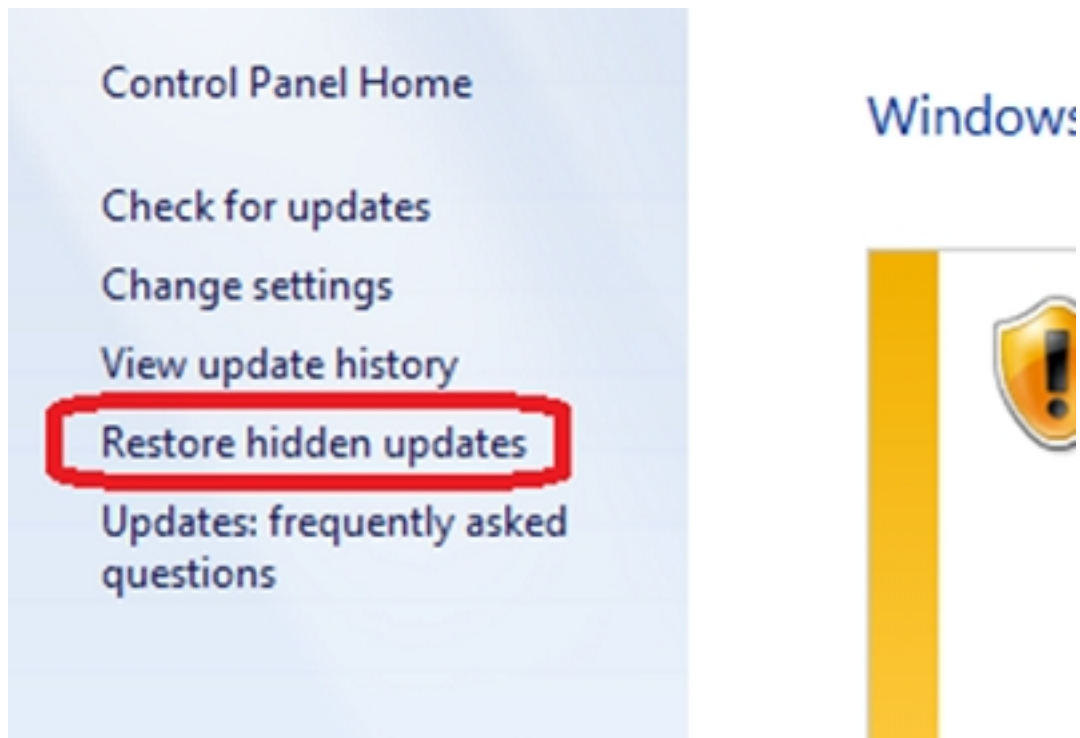 Control Panel Home
Windows
Check for updates
Change settings
View update history
Restore hidden updates
Updates: frequently asked
questions